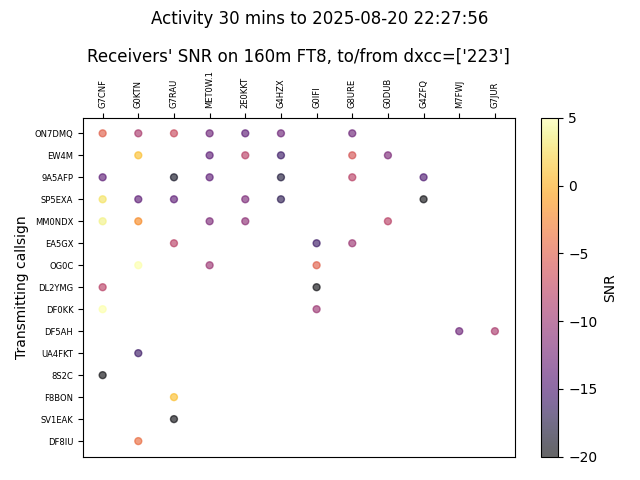 Activity 30 mins to 2025-08-20 22:27:56
Receivers' SNR on 160m FT8, to/from dxcc=['223']
G7CNF G0KTN G7RAU MET0W.1 2E0KKT G4HZX G0IFI G8URE G0DUB G4ZFQ M7FWJ G7JUR
ON7DMQ
EW4M
9A5AFP
SP5EXA
MM0NDX
EA5GX
OG0C
DL2YMG
DF0KK
DF5AH
UA4FKT
8S2C
F8BON
SV1EAK
DF8IU
Transmitting callsign
5
0
−5
−10
−15
−20
SNR